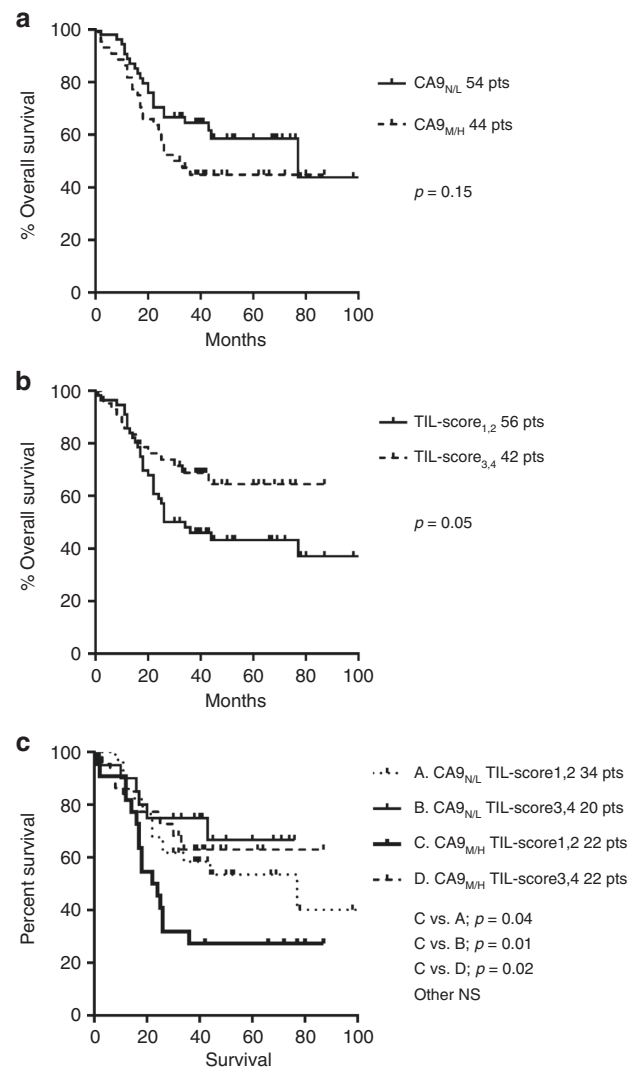 a
100
80
60
40
20
0
% Overall survival
0 20 40 60 80 100
Months
CA9N/L 54 pts
CA9M/H 44 pts
p = 0.15
b
100
80
60
40
20
0
% Overall survival
0 20 40 60 80 100
Months
TIL-score1,2 56 pts
TIL-score3,4 42 pts
p = 0.05
c
100
80
60
40
20
0
Percent survival
0 20 40 60 80 100
Survival
A. CA9N/L TIL-score1,2 34 pts
B. CA9N/L TIL-score3,4 20 pts
C. CA9M/H TIL-score1,2 22 pts
D. CA9M/H TIL-score3,4 22 pts
C vs. A; p = 0.04
C vs. B; p = 0.01
C vs. D; p = 0.02
Other NS